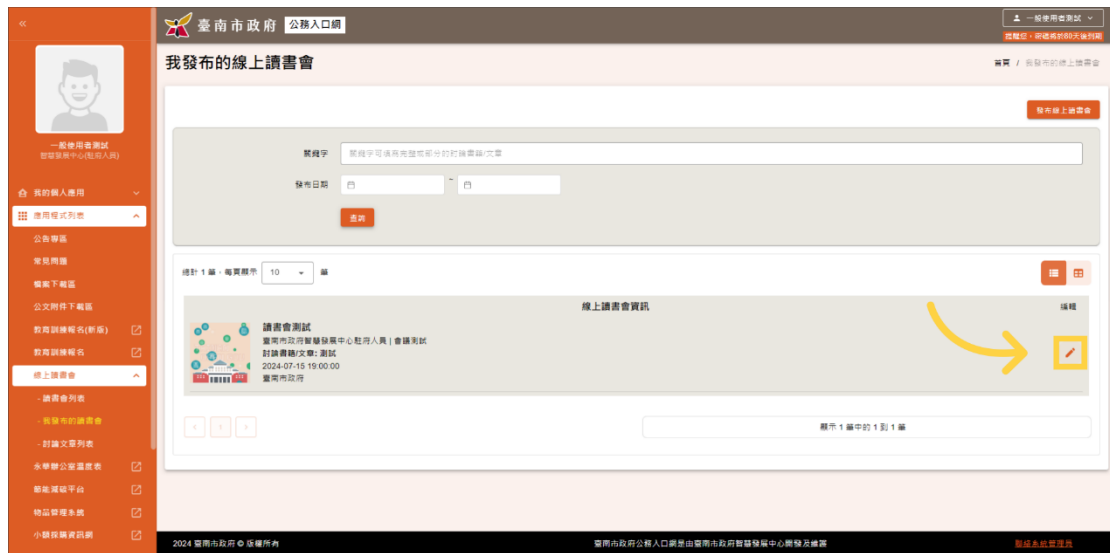 臺南市政府 公務入口網
一般使用者測試
提醒您，密碼將於80天後到期
一般使用者測試
智慧發展中心(駐府人員)
我的個人應用
應用程式列表
公告專區
常見問題
檔案下載區
公文附件下載區
教育訓練報名(新版)
教育訓練報名
線上讀書會
- 讀書會列表
- 我發布的讀書會
- 討論文章列表
永華辦公室溫度表
節能減碳平台
物品管理系統
小額採購資訊網
我發布的線上讀書會
首頁 / 我發布的線上讀書會
發布線上讀書會
關鍵字 關鍵字可填寫完整或部分的討論書籍/文章
發布日期 ~
查詢
總計 1 筆，每頁顯示 10 筆
線上讀書會資訊 編輯
讀書會測試
臺南市政府智慧發展中心駐府人員 | 會議測試
討論書籍/文章: 測試
2024-07-15 19:00:00
臺南市政府
< 1 >
顯示 1 筆中的 1 到 1 筆
2024 臺南市政府 © 版權所有
臺南市政府公務入口網是由臺南市政府智慧發展中心開發及維護
聯絡系統管理員